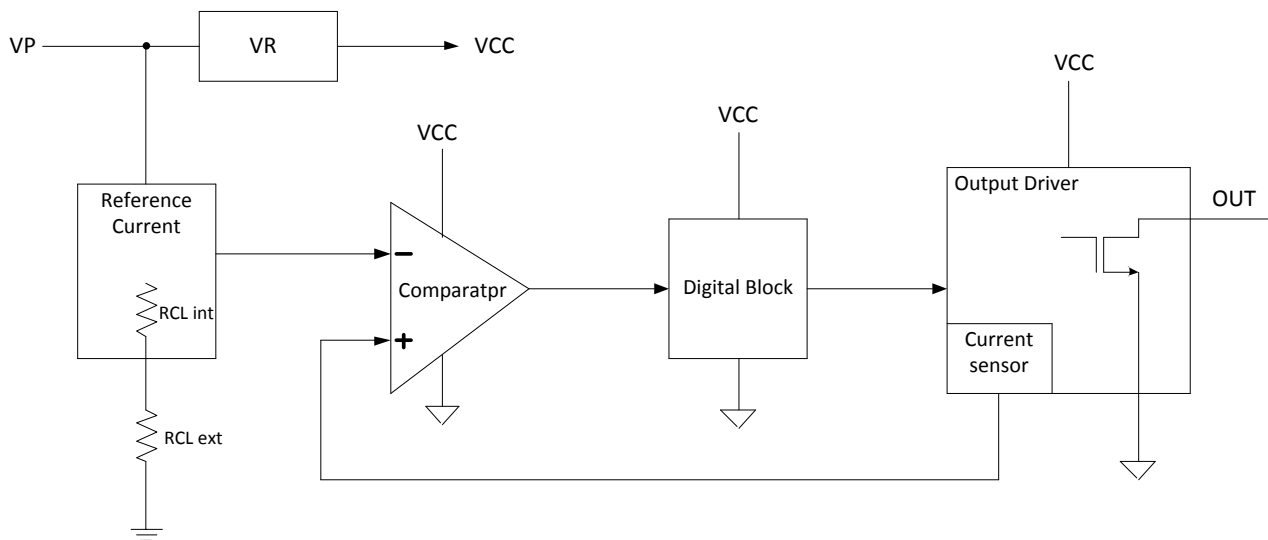 VP
VR
VCC
VCC
VCC
VCC
Output Driver
OUT
Reference
Current
Comparatpr
Digital Block
RCL int
Current
sensor
RCL ext